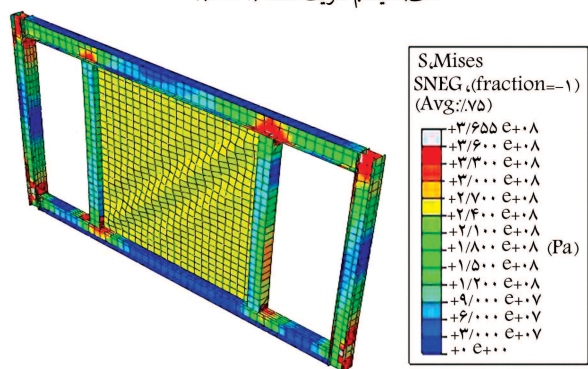 S،Mises
SNEG،(fraction=-1)
(Avg:٪۷۵)
+۳/۶۵۵ e+۰۸
+۳/۶۰۰ e+۰۸
+۳/۳۰۰ e+۰۸
+۳/۰۰۰ e+۰۸
+۲/۷۰۰ e+۰۸
+۲/۴۰۰ e+۰۸
+۲/۱۰۰ e+۰۸
+۱/۸۰۰ e+۰۸ (Pa)
+۱/۵۰۰ e+۰۸
+۱/۲۰۰ e+۰۸
+۹/۰۰۰ e+۰۷
+۶/۰۰۰ e+۰۷
+۳/۰۰۰ e+۰۷
+۰ e+۰۰